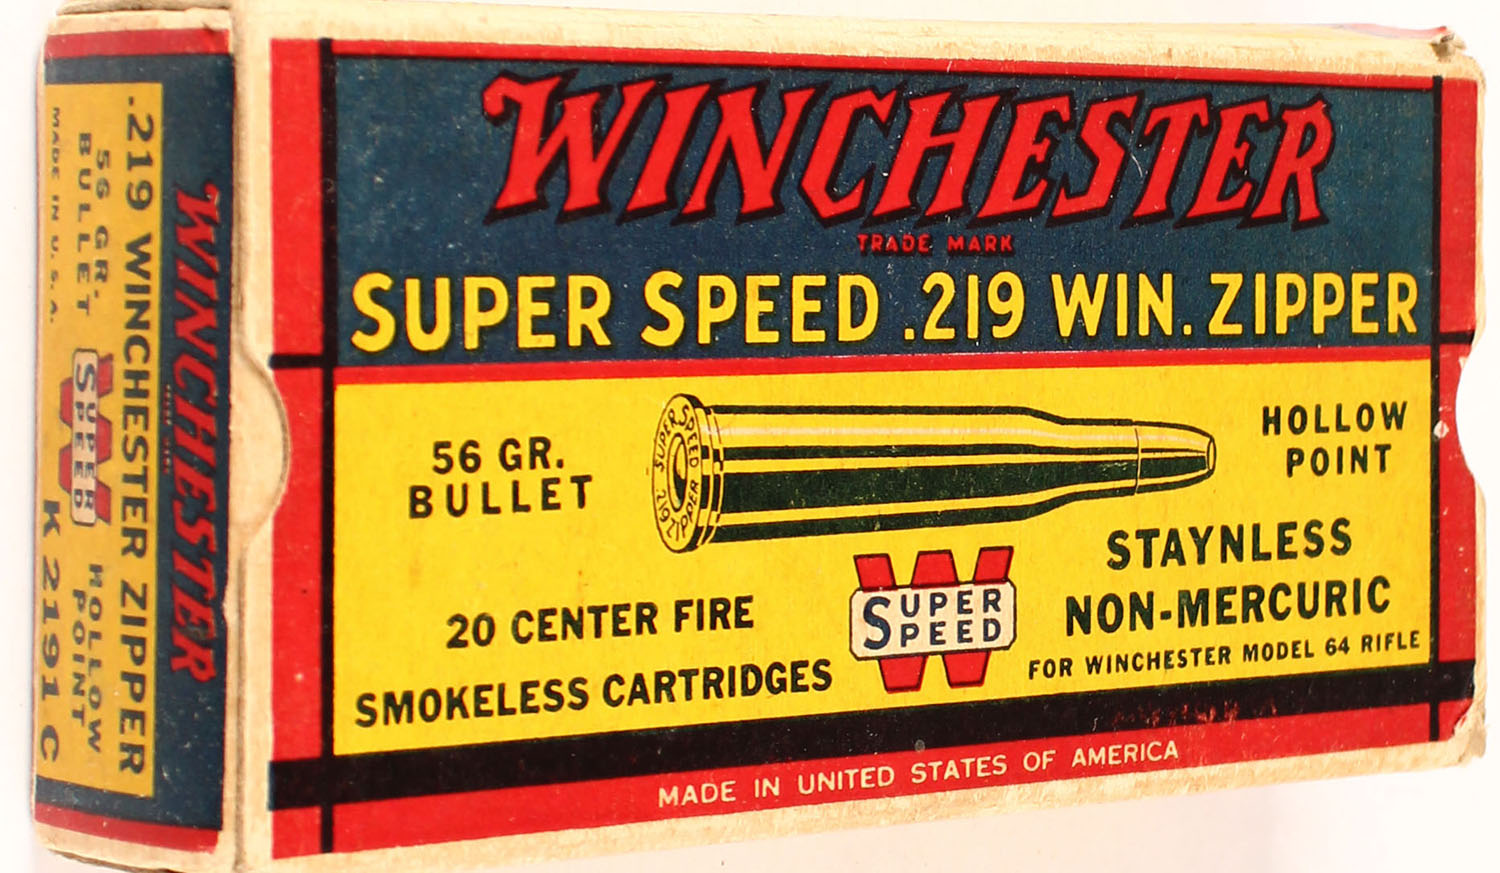 WINCHESTER
TRADE MARK
SUPER SPEED .219 WIN. ZIPPER
56 GR.
BULLET
SUPER SPEED
.219 ZIPPER
HOLLOW
POINT
STAYNLESS
NON-MERCURIC
FOR WINCHESTER MODEL 64 RIFLE
20 CENTER FIRE
SMOKELESS CARTRIDGES
W
SUPER
SPEED
MADE IN UNITED STATES OF AMERICA
WINCHESTER
.219 WINCHESTER ZIPPER
56 GR.
BULLET
W
SUPER
SPEED
HOLLOW
POINT
MADE IN U.S.A.
K 2191 C